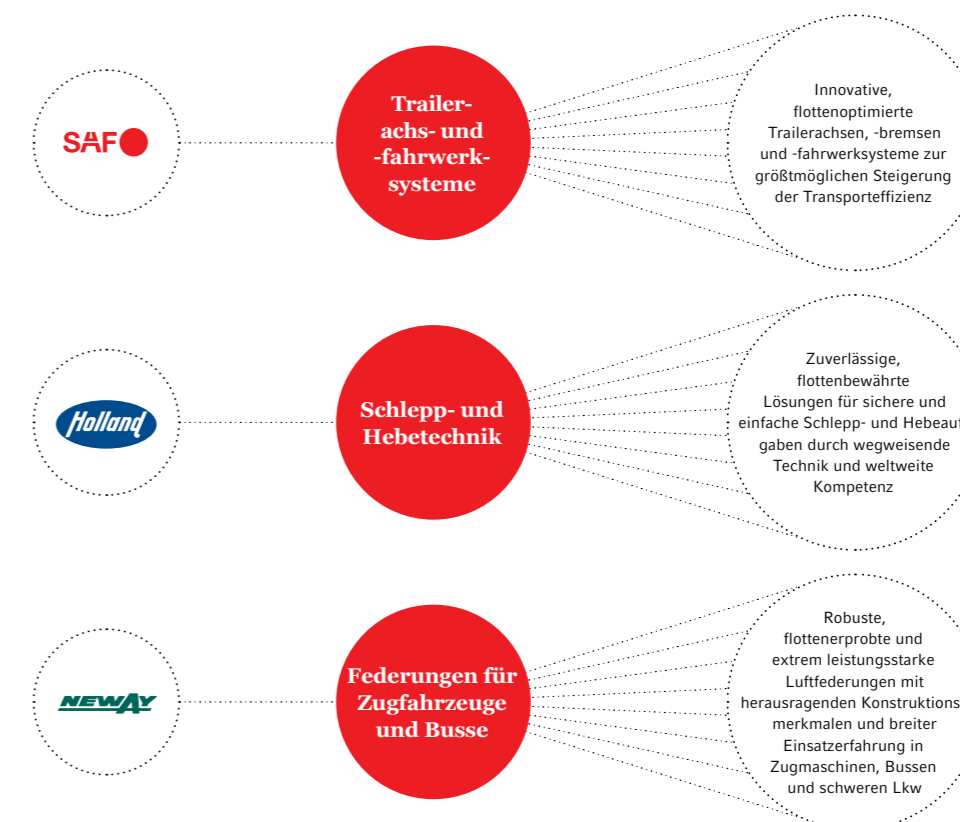 SAF
Trailer-
achs- und
-fahrwerk-
systeme
Innovative,
flottenoptimierte
Trailerachsen, -bremsen
und -fahrwerksysteme zur
größtmöglichen Steigerung
der Transporteffizienz
Holland
Schlepp- und
Hebetechnik
Zuverlässige,
flottenbewährte
Lösungen für sichere und
einfache Schlepp- und Hebeauf
gaben durch wegweisende
Technik und weltweite
Kompetenz
NEWAY
Federungen für
Zugfahrzeuge
und Busse
Robuste,
flottenerprobte und
extrem leistungsstarke
Luftfederungen mit
herausragenden Konstruktions
merkmalen und breiter
Einsatzerfahrung in
Zugmaschinen, Bussen
und schweren Lkw